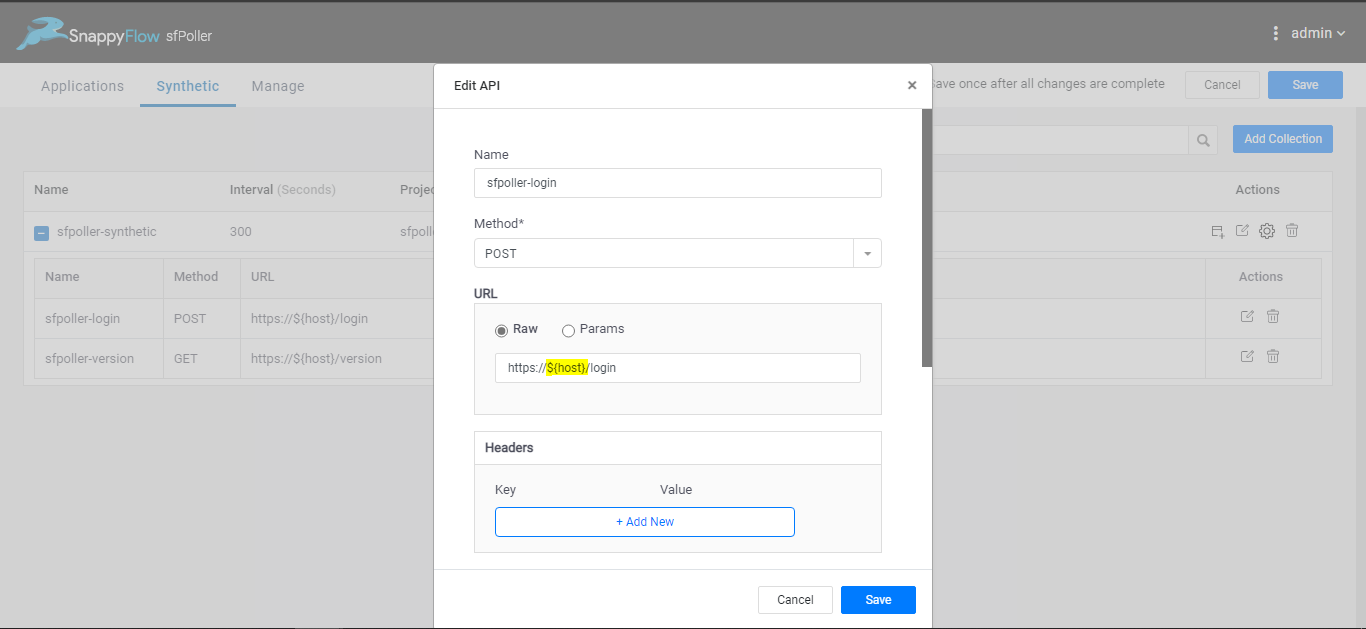 SnappyFlow sfPoller
admin
Applications Synthetic Manage
Save once after all changes are complete
Cancel
Save
Add Collection
Name Interval (Seconds) Actions
sfpoller-synthetic 300
Name Method URL Actions
sfpoller-login POST https://${host}/login
sfpoller-version GET https://${host}/version
Edit API
×
Name
sfpoller-login
Method*
POST
URL
Raw Params
https://${host}/login
Headers
Key Value
+ Add New
Cancel Save